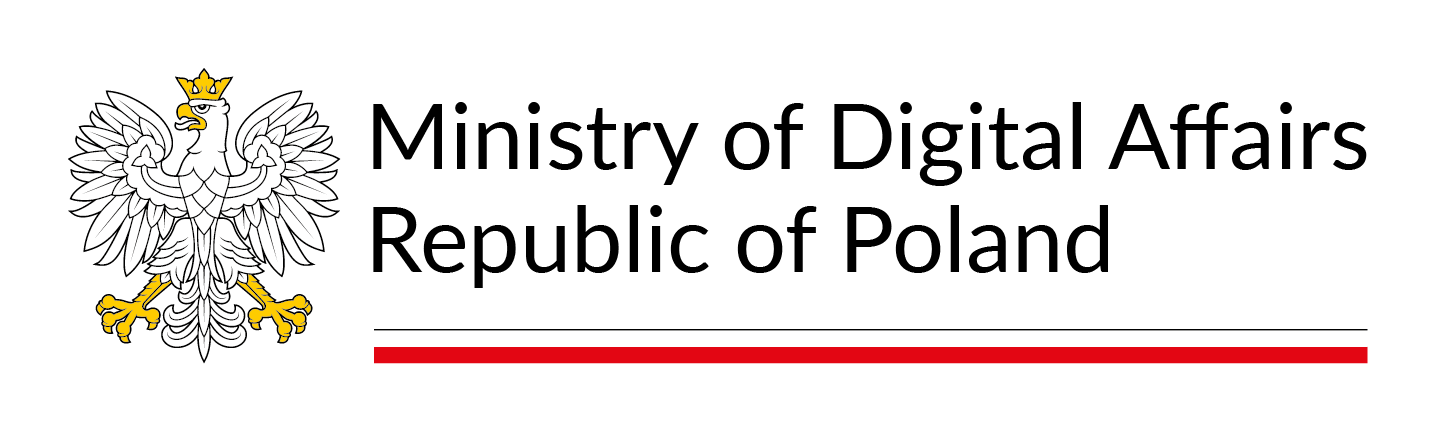 Ministry of Digital Affairs
Republic of Poland